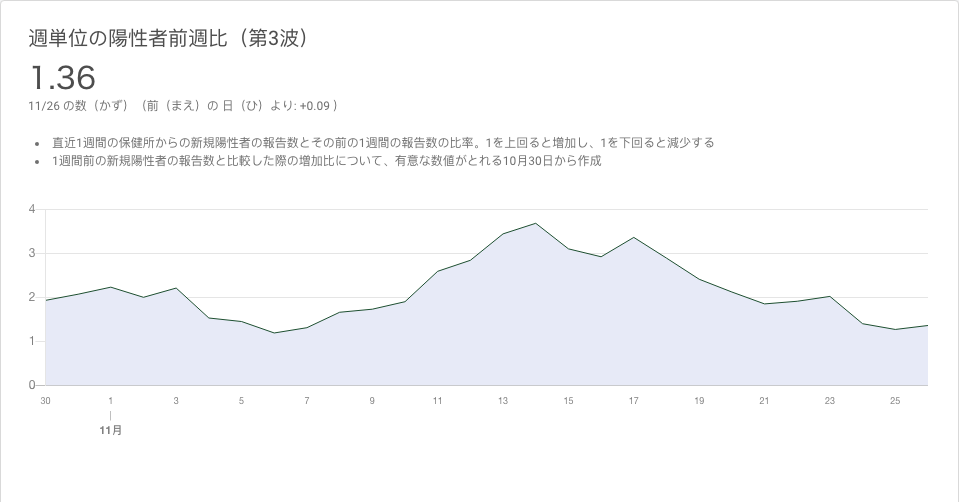 週単位の陽性者前週比（第3波）
1.36
11/26 の数（かず）（前（まえ）の 日（ひ）より: +0.09 ）
• 直近1週間の保健所からの新規陽性者の報告数とその前の1週間の報告数の比率。1を上回ると増加し、1を下回ると減少する
• 1週間前の新規陽性者の報告数と比較した際の増加比について、有意な数値がとれる10月30日から作成
4
3
2
1
0
30 1 3 5 7 9 11 13 15 17 19 21 23 25
11月